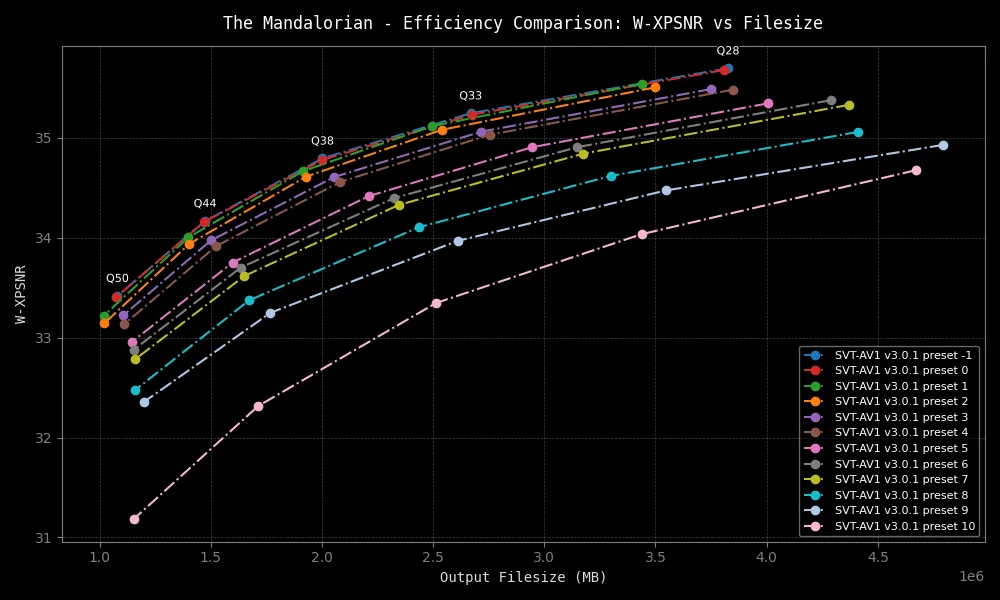 The Mandalorian - Efficiency Comparison: W-XPSNR vs Filesize
Q28
Q33
Q38
Q44
Q50
35
34
33
32
31
W-XPSNR
SVT-AV1 v3.0.1 preset -1
SVT-AV1 v3.0.1 preset 0
SVT-AV1 v3.0.1 preset 1
SVT-AV1 v3.0.1 preset 2
SVT-AV1 v3.0.1 preset 3
SVT-AV1 v3.0.1 preset 4
SVT-AV1 v3.0.1 preset 5
SVT-AV1 v3.0.1 preset 6
SVT-AV1 v3.0.1 preset 7
SVT-AV1 v3.0.1 preset 8
SVT-AV1 v3.0.1 preset 9
SVT-AV1 v3.0.1 preset 10
1.0 1.5 2.0 2.5 3.0 3.5 4.0 4.5
1e6
Output Filesize (MB)